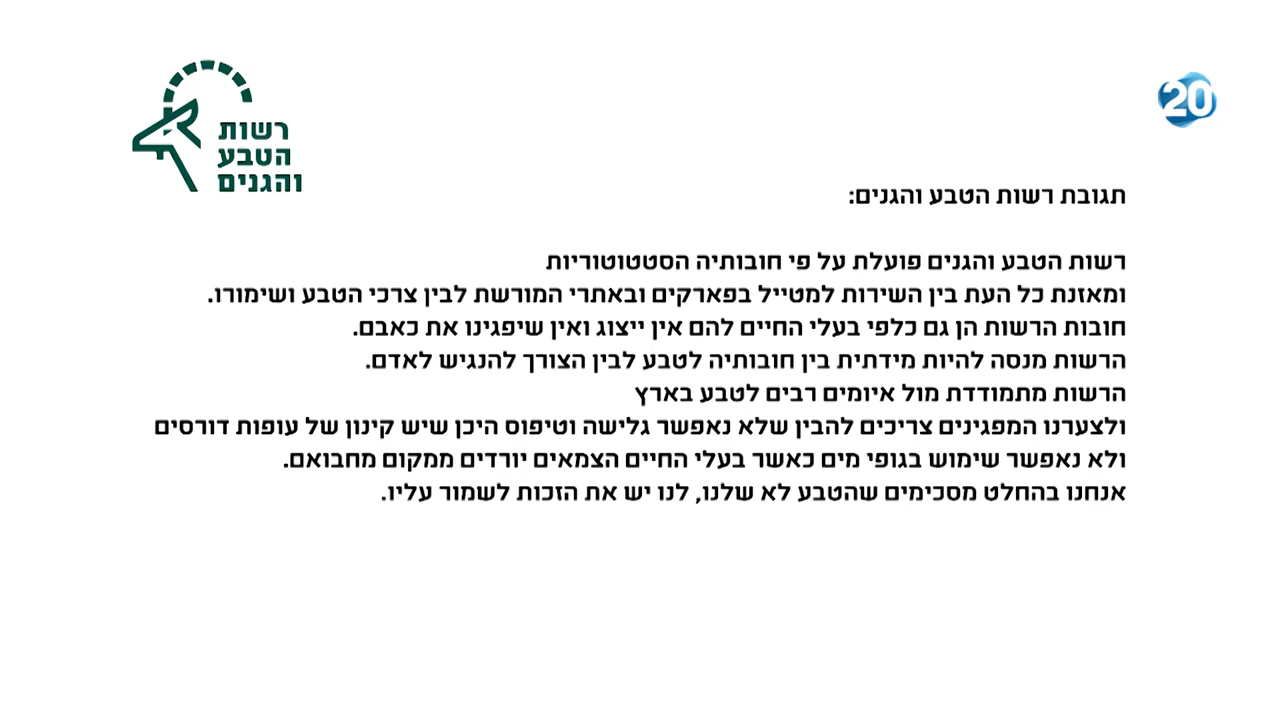 רשות
הטבע
והגנים
20
תגובת רשות הטבע והגנים:
רשות הטבע והגנים פועלת על פי חובותיה הסטטוטוריות
ומאזנת כל העת בין השירות למטייל בפארקים ובאתרי המורשת לבין צרכי הטבע ושימורו.
חובות הרשות הן גם כלפי בעלי החיים להם אין ייצוג ואין שיפגינו את כאבם.
הרשות מנסה להיות מידתית בין חובותיה לטבע לבין הצורך להנגיש לאדם.
הרשות מתמודדת מול איומים רבים לטבע בארץ
ולצערנו המפגינים צריכים להבין שלא נאפשר גלישה וטיפוס היכן שיש קינון של עופות דורסים
ולא נאפשר שימוש בגופי מים כאשר בעלי החיים הצמאים יורדים ממקום מחבואם.
אנחנו בהחלט מסכימים שהטבע לא שלנו, לנו יש את הזכות לשמור עליו.